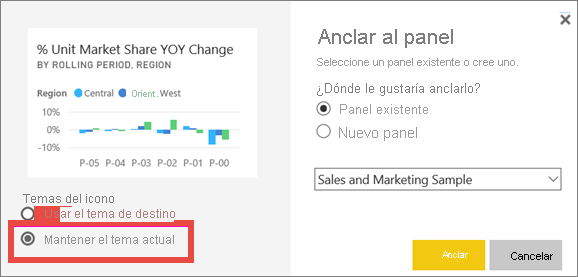 % Unit Market Share YOY Change
BY ROLLING PERIOD, REGION
Region Central Orient. West
10%
0%
-10%
P-05 P-04 P-03 P-02 P-01 P-00
Temas del icono
Usar el tema de destino
Mantener el tema actual
Anclar al panel
Seleccione un panel existente o cree uno.
¿Dónde le gustaría anclarlo?
Panel existente
Nuevo panel
Sales and Marketing Sample
Anclar
Cancelar